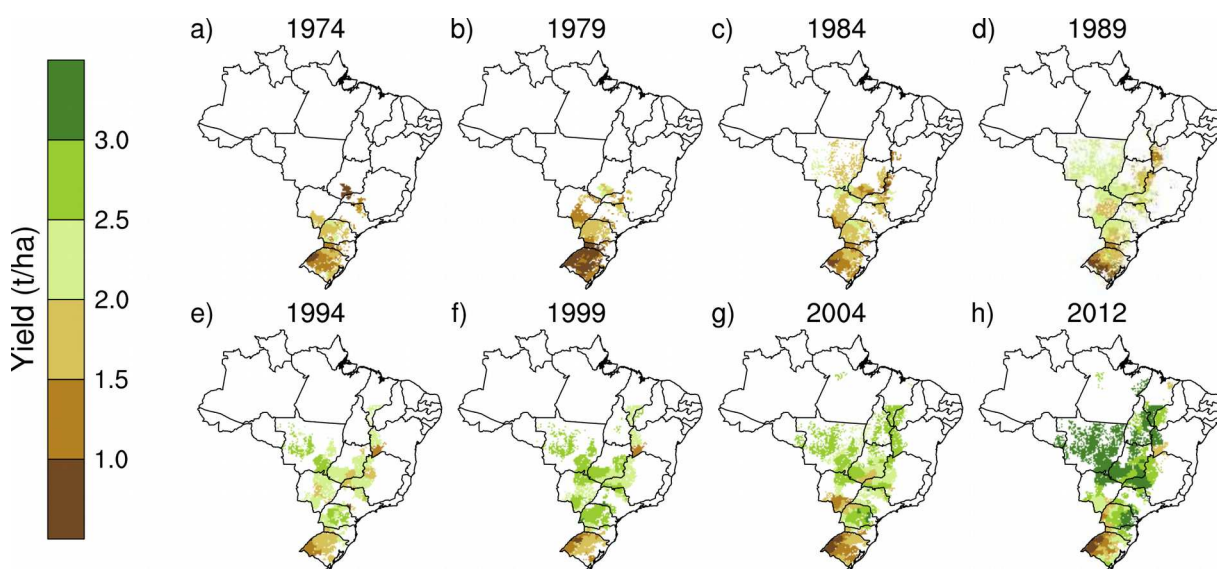 a) 1974
b) 1979
c) 1984
d) 1989
e) 1994
f) 1999
g) 2004
h) 2012
Yield (t/ha)
3.0
2.5
2.0
1.5
1.0